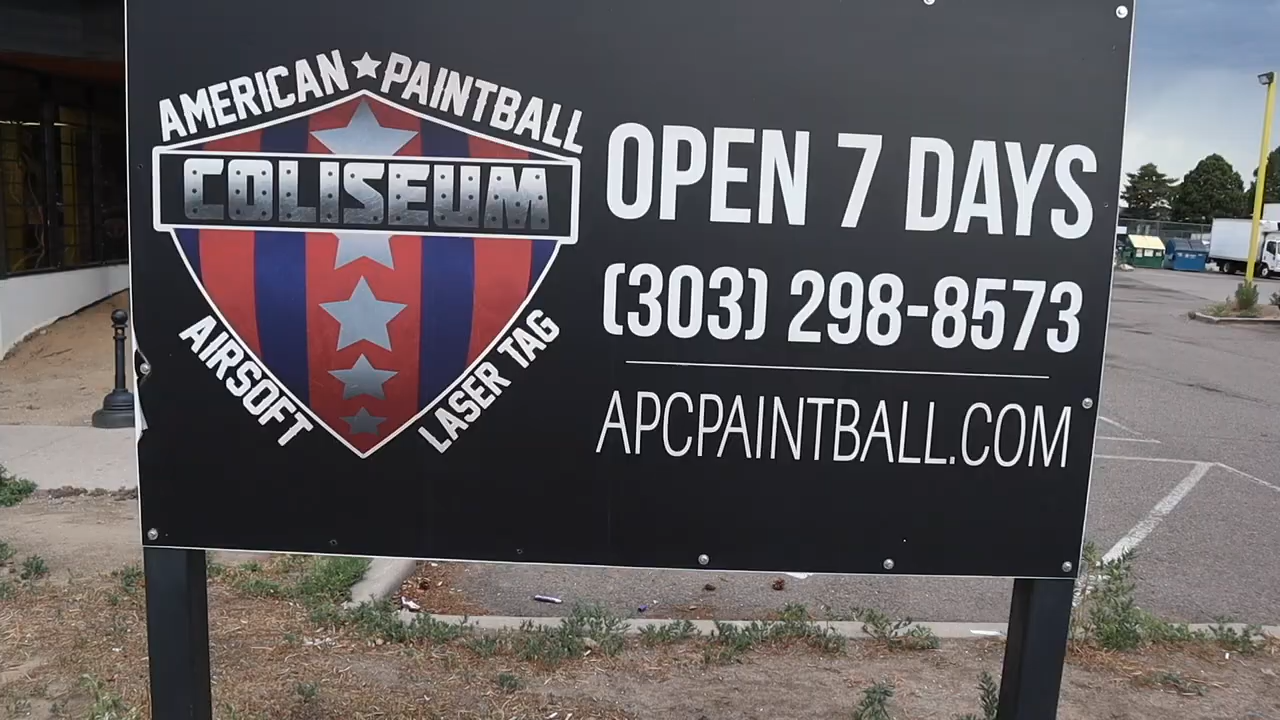 AMERICAN★PAINTBALL
COLISEUM
AIRSOFT
LASER TAG
OPEN 7 DAYS
(303) 298-8573
APCPAINTBALL.COM